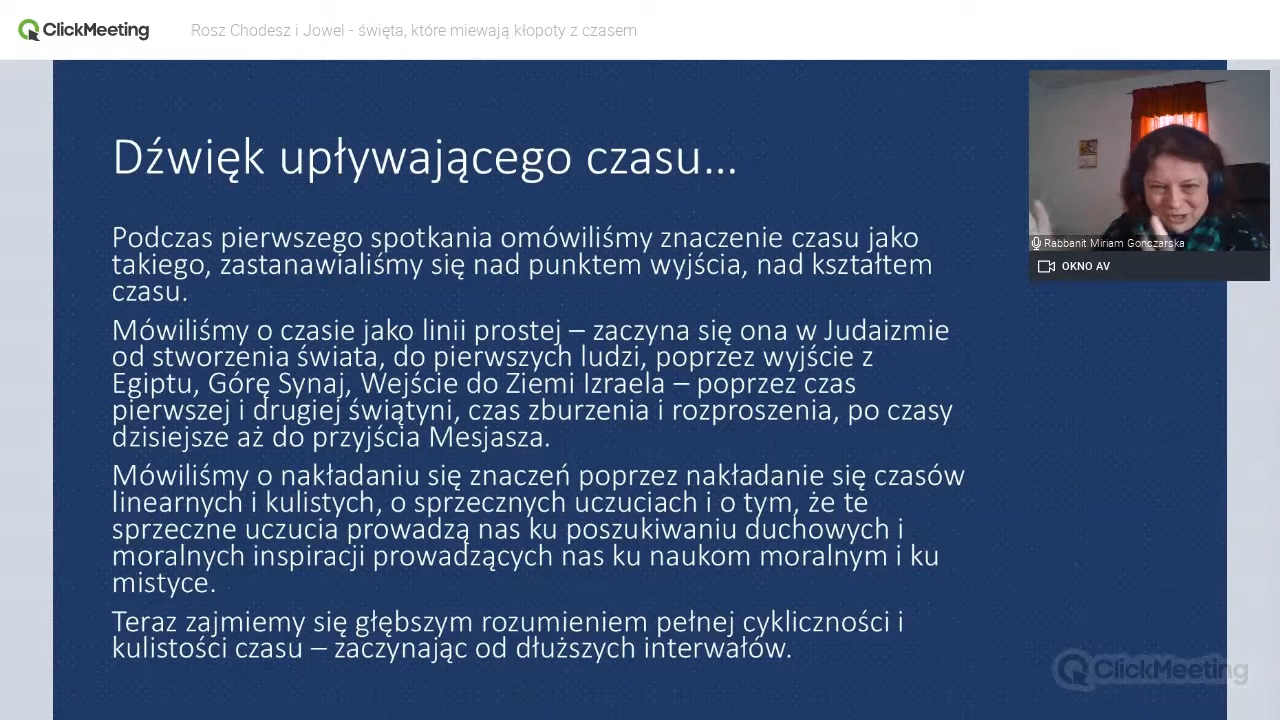 ClickMeeting
Rosz Chodesz i Jowel - święta, które miewają kłopoty z czasem
Dźwięk upływającego czasu...
Podczas pierwszego spotkania omówiliśmy znaczenie czasu jako
takiego, zastanawialiśmy się nad punktem wyjścia, nad kształtem
czasu.
Mówiliśmy o czasie jako linii prostej – zaczyna się ona w Judaizmie
od stworzenia świata, do pierwszych ludzi, poprzez wyjście z
Egiptu, Górę Synaj, Wejście do Ziemi Izraela – poprzez czas
pierwszej i drugiej świątyni, czas zburzenia i rozproszenia, po czasy
dzisiejsze aż do przyjścia Mesjasza.
Mówiliśmy o nakładaniu się znaczeń poprzez nakładanie się czasów
linearnych i kulistych, o sprzecznych uczuciach i o tym, że te
sprzeczne uczucia prowadzą nas ku poszukiwaniu duchowych i
moralnych inspiracji prowadzących nas ku naukom moralnym i ku
mistyce.
Teraz zajmiemy się głębszym rozumieniem pełnej cykliczności i
kulistości czasu – zaczynając od dłuższych interwałów.
Rabbanit Miriam Gonczarska
OKNO AV
ClickMeeting